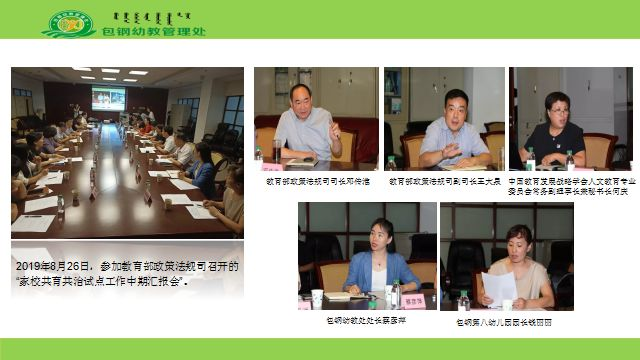 包钢幼教管理处
教育部政策法规司司长邓传淮
教育部政策法规司副司长王大泉
中国教育发展战略学会人文教育专业
委员会常务副理事长兼秘书长何炎
2019年8月26日，参加教育部政策法规司召开的
“家校共育共治试点工作中期汇报会”。
包钢幼教处处长蔡彦萍
包钢第八幼儿园园长钱丽丽